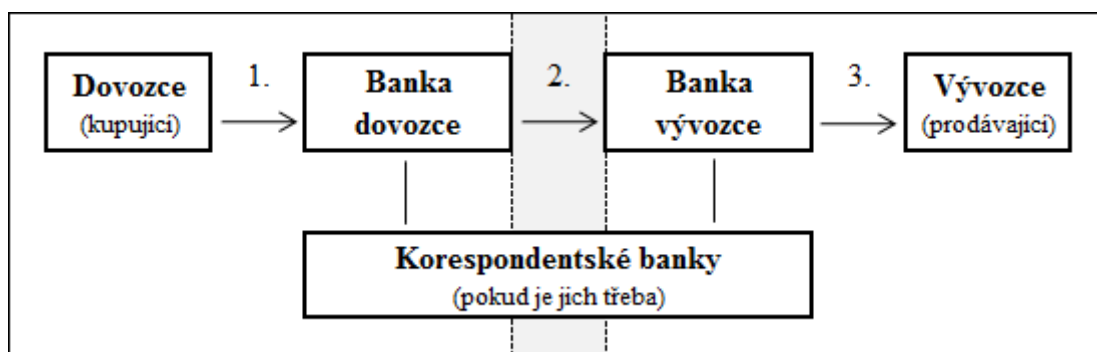 Dovozce
(kupující)
1.
Banka
dovozce
2.
Banka
vývozce
3.
Vývozce
(prodávající)
Korespondentské banky
(pokud je jich třeba)